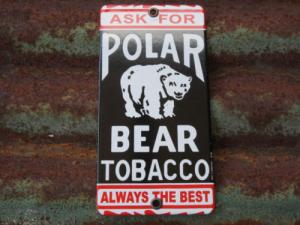 ASK FOR
POLAR
BEAR
TOBACCO
ALWAYS THE BEST